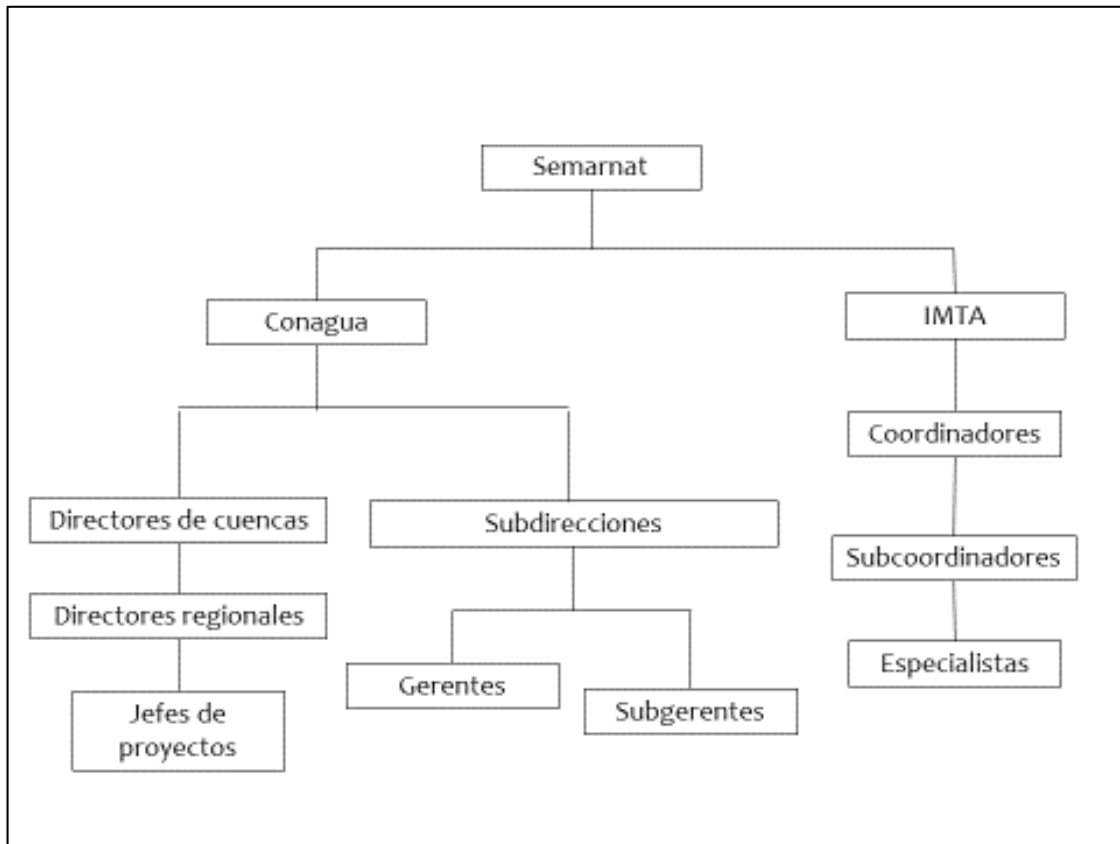 Semarnat
Conagua
IMTA
Coordinadores
Directores de cuencas
Subdirecciones
Subcoordinadores
Directores regionales
Gerentes
Especialistas
Subgerentes
Jefes de
proyectos